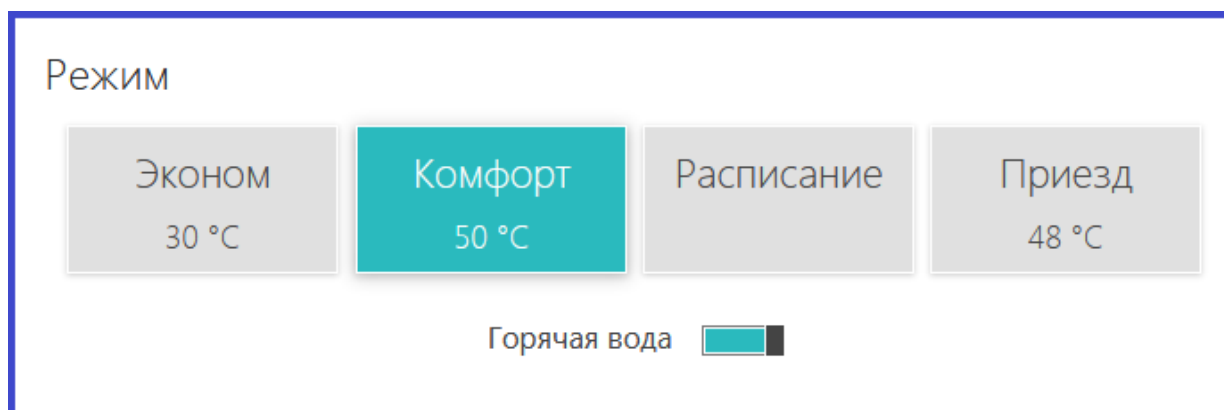 Режим
Эконом Комфорт Расписание Приезд
30 °C 50 °C 48 °C
Горячая вода